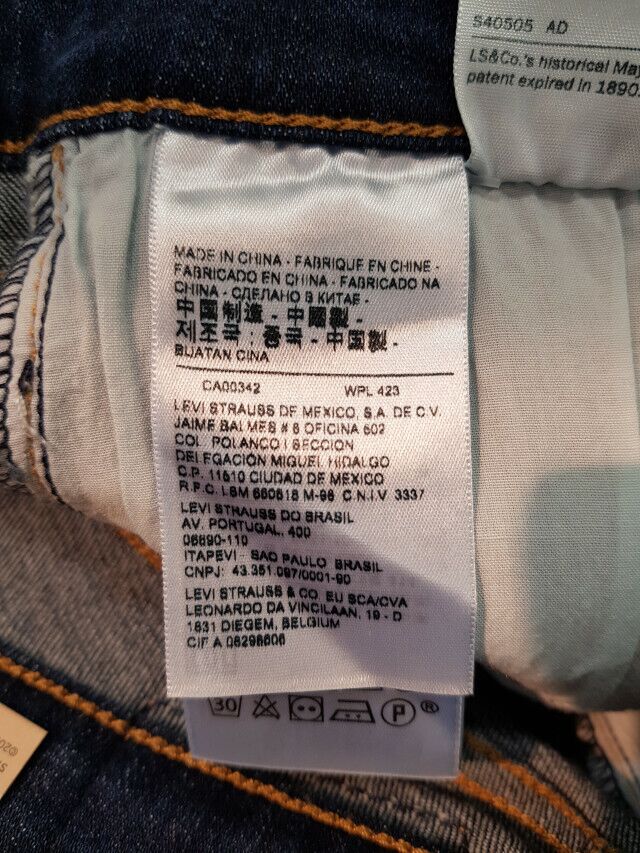 S40505 AD
LS&Co.'s historical May
patent expired in 1890.
MADE IN CHINA - FABRIQUE EN CHINE -
FABRICADO EN CHINA - FABRICADO NA
CHINA - СДЕЛАНО В КИТАЕ -
中国制造 - 中國製 -
제조국 : 중국 - 中国製 -
BUATAN CINA
CA00342 WPL 423
LEVI STRAUSS DE MEXICO, S.A. DE C.V.
JAIME BALMES # 8 OFICINA 602
COL. POLANCO I SECCION
DELEGACIÓN MIGUEL HIDALGO
C.P. 11510 CIUDAD DE MEXICO
R.F.C. LSM 660618 M-98 C.N.I.V 3337
LEVI STRAUSS DO BRASIL
AV. PORTUGAL, 400
06690-110
ITAPEVI - SAO PAULO BRASIL
CNPJ: 43.351.097/0001-90
LEVI STRAUSS & CO. EU SCA/CVA
LEONARDO DA VINCILAAN, 19 - D
1831 DIEGEM, BELGIUM
CIF A 08298606
30 P ®